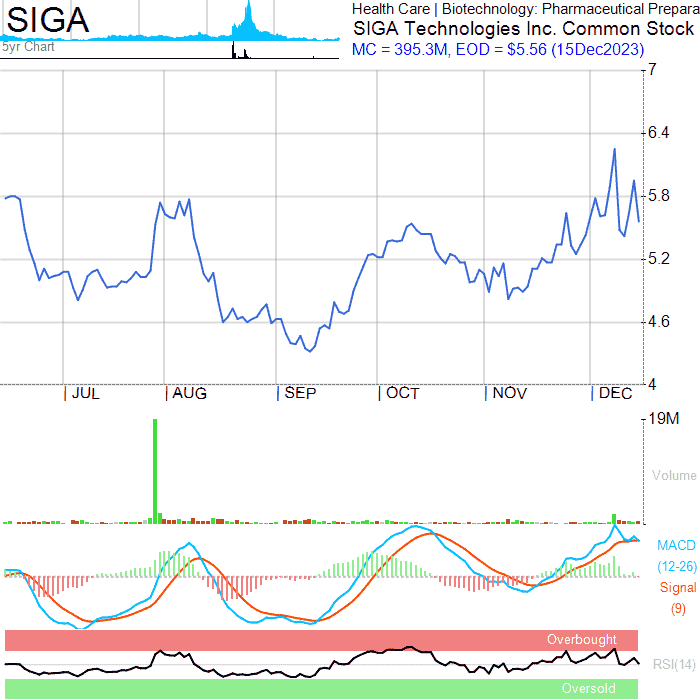 SIGA
5yr Chart
Health Care | Biotechnology: Pharmaceutical Prepara
SIGA Technologies Inc. Common Stock
MC = 395.3M, EOD = $5.56 (15Dec2023)
7
6.4
5.8
5.2
4.6
4
JUL AUG SEP OCT NOV DEC
19M
Volume
MACD
(12-26)
Signal
(9)
Overbought
RSI(14)
Oversold